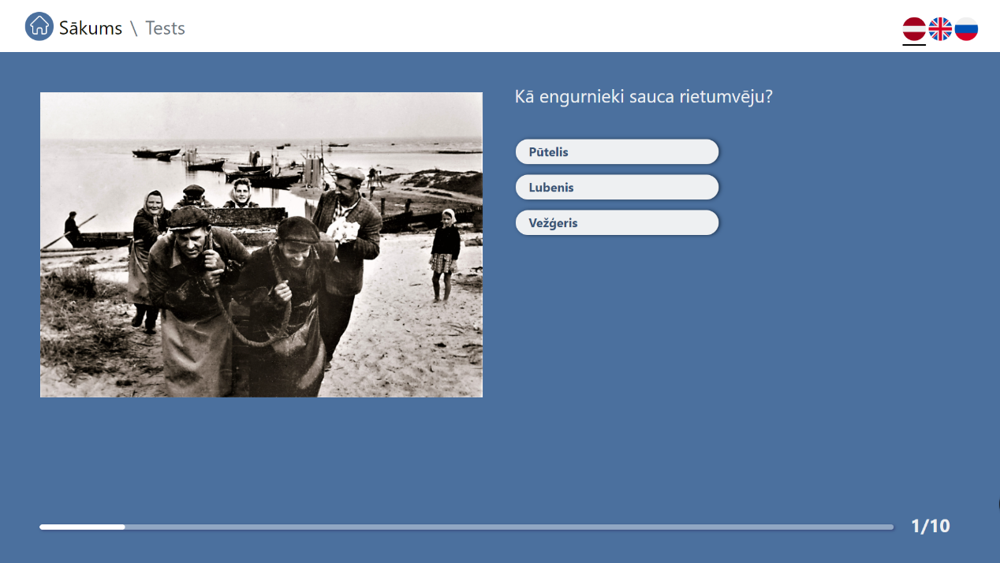 Sākums \ Tests
Kā engurnieki sauca rietumvēju?
Pūtelis
Lubenis
Vežģeris
1/10